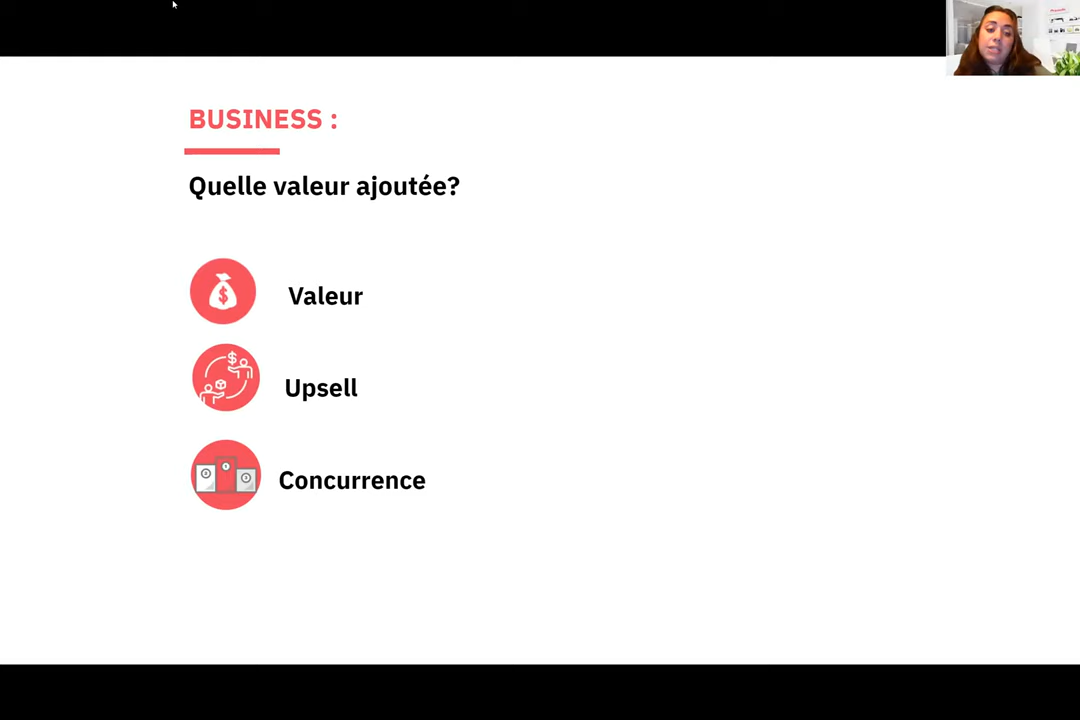 BUSINESS :
Quelle valeur ajoutée?
Valeur
Upsell
Concurrence